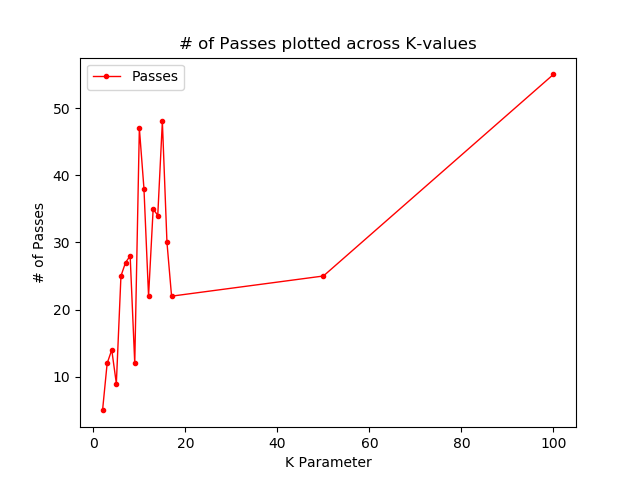 # of Passes plotted across K-values
Passes
# of Passes
50
40
30
20
10
0 20 40 60 80 100
K Parameter